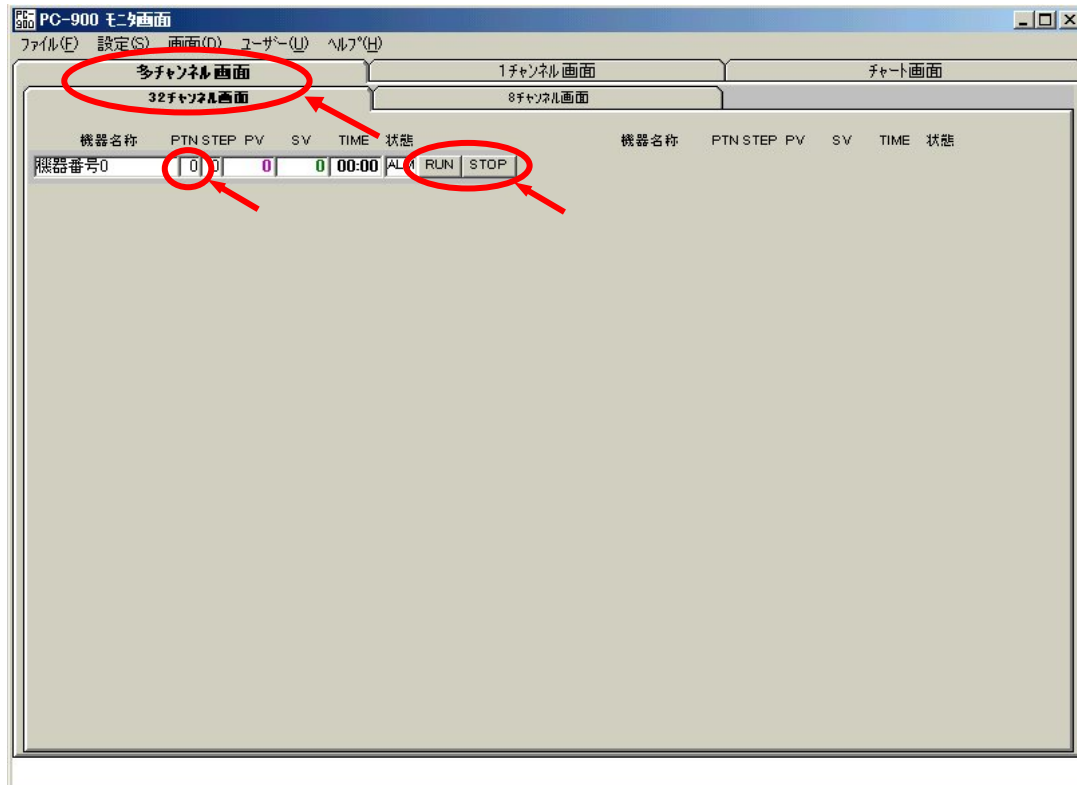 PC-900 PC-900 モニタ画面
ファイル(F) 設定(S) 画面(D) ユーザー(U) ヘルプ(H)
多チャンネル画面 1チャンネル画面 チャート画面
32チャンネル画面 8チャンネル画面
機器名称 PTN STEP PV SV TIME 状態 機器名称 PTN STEP PV SV TIME 状態
機器番号0 0 0 0 0 00:00 ALM RUN STOP